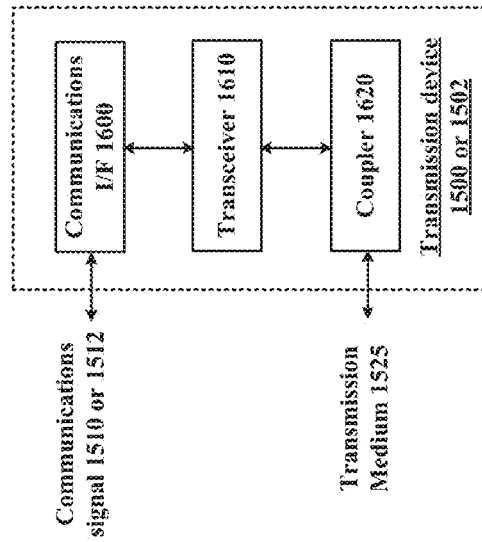 Communications
signal 1510 or 1512
Transmission
Medium 1525
Communications
I/F 1600
Transceiver 1610
Coupler 1620
Transmission device
1500 or 1502